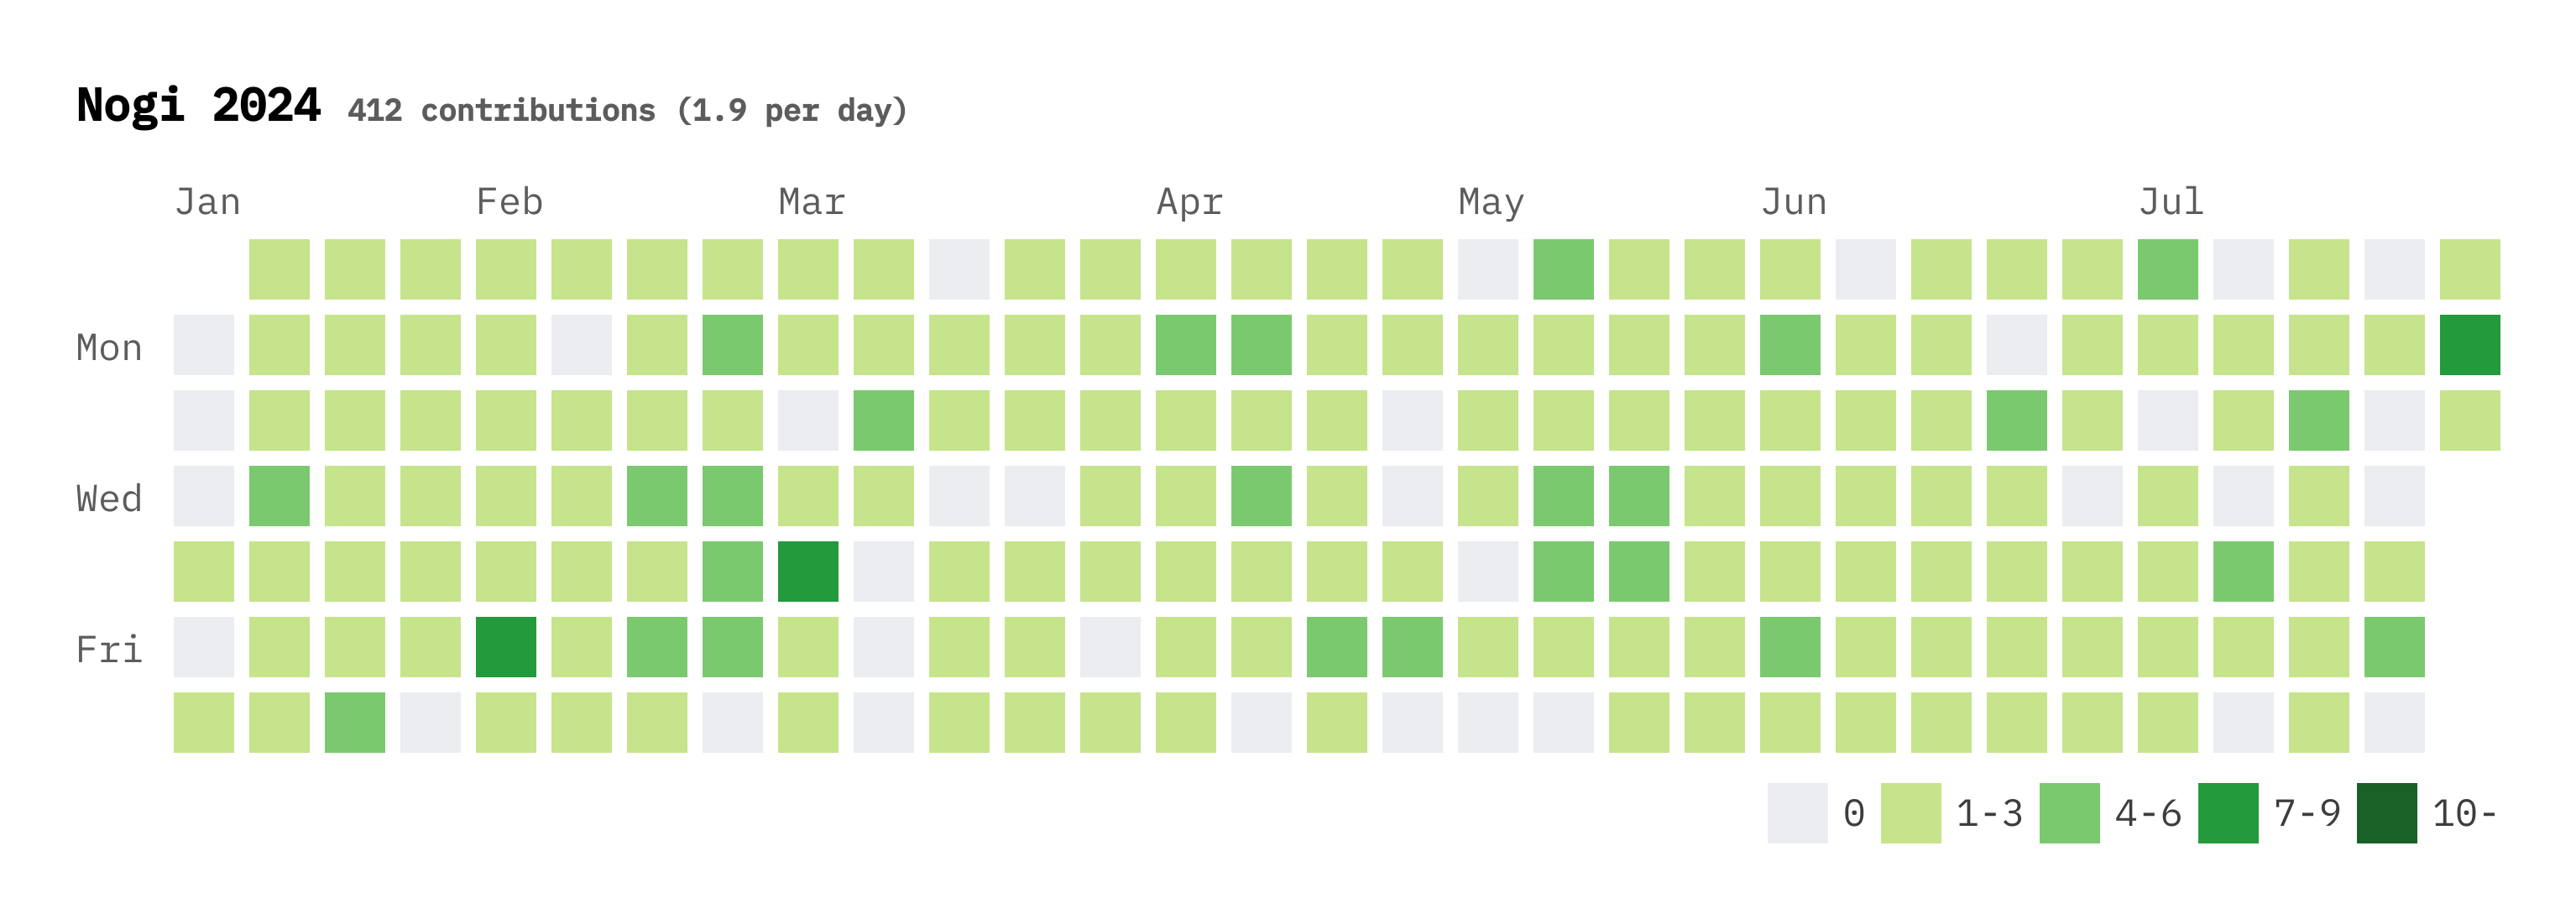 Nogi 2024 412 contributions (1.9 per day)
Jan Feb Mar Apr May Jun Jul
Mon
Wed
Fri
0 1-3 4-6 7-9 10-